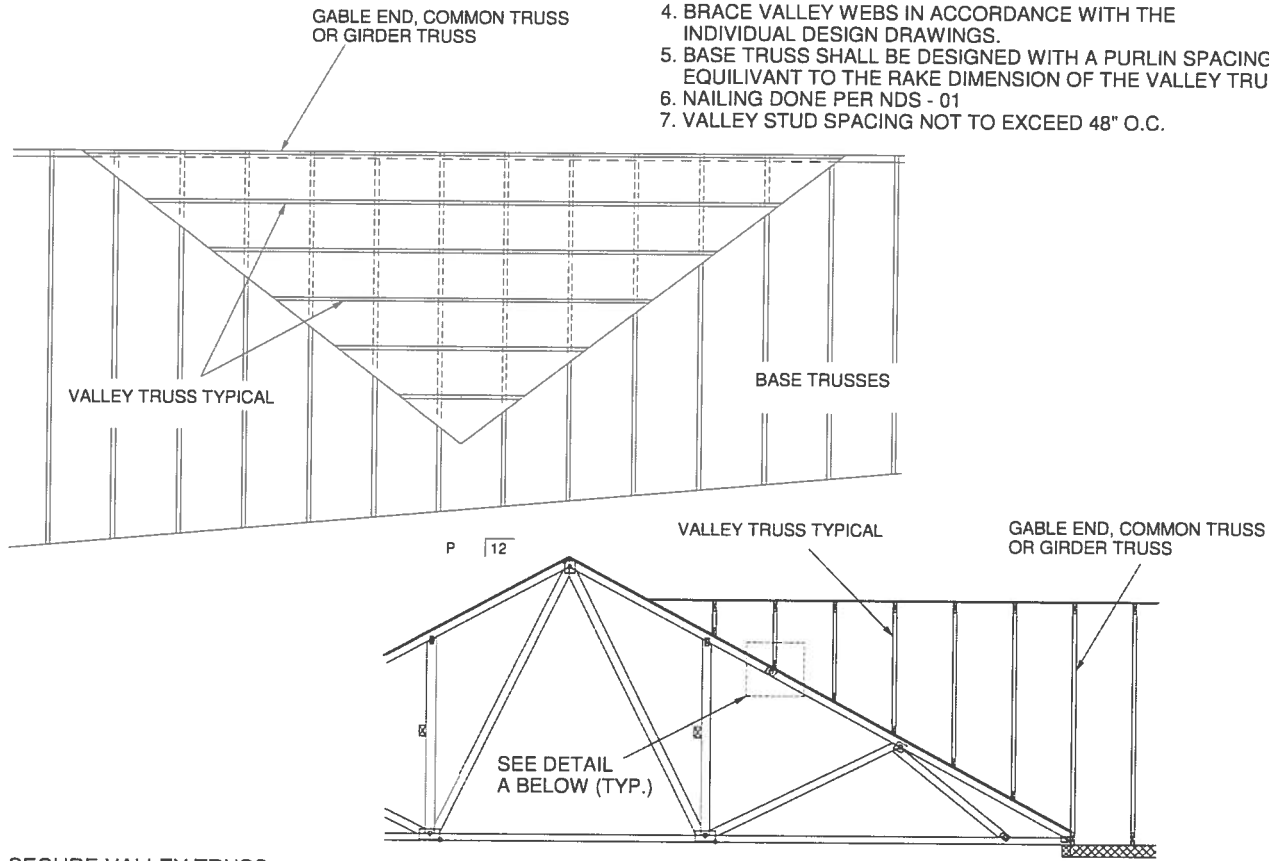 GABLE END, COMMON TRUSS
OR GIRDER TRUSS
4. BRACE VALLEY WEBS IN ACCORDANCE WITH THE
INDIVIDUAL DESIGN DRAWINGS.
5. BASE TRUSS SHALL BE DESIGNED WITH A PURLIN SPACING
EQUILIVANT TO THE RAKE DIMENSION OF THE VALLEY TRU
6. NAILING DONE PER NDS - 01
7. VALLEY STUD SPACING NOT TO EXCEED 48" O.C.
VALLEY TRUSS TYPICAL
BASE TRUSSES
P 12
VALLEY TRUSS TYPICAL
GABLE END, COMMON TRUSS
OR GIRDER TRUSS
SEE DETAIL
A BELOW (TYP.)
SECURE VALLEY TRUSS